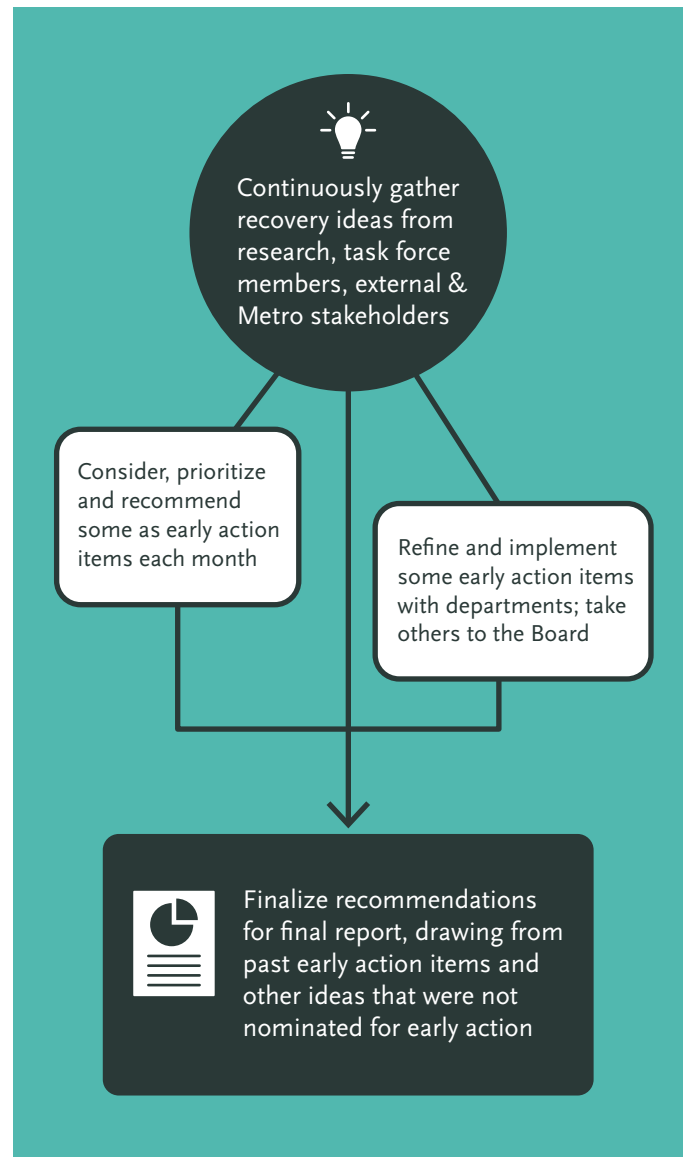 Continuously gather
recovery ideas from
research, task force
members, external &
Metro stakeholders
Consider, prioritize
and recommend
some as early action
items each month
Refine and implement
some early action items
with departments; take
others to the Board
Finalize recommendations
for final report, drawing from
past early action items and
other ideas that were not
nominated for early action